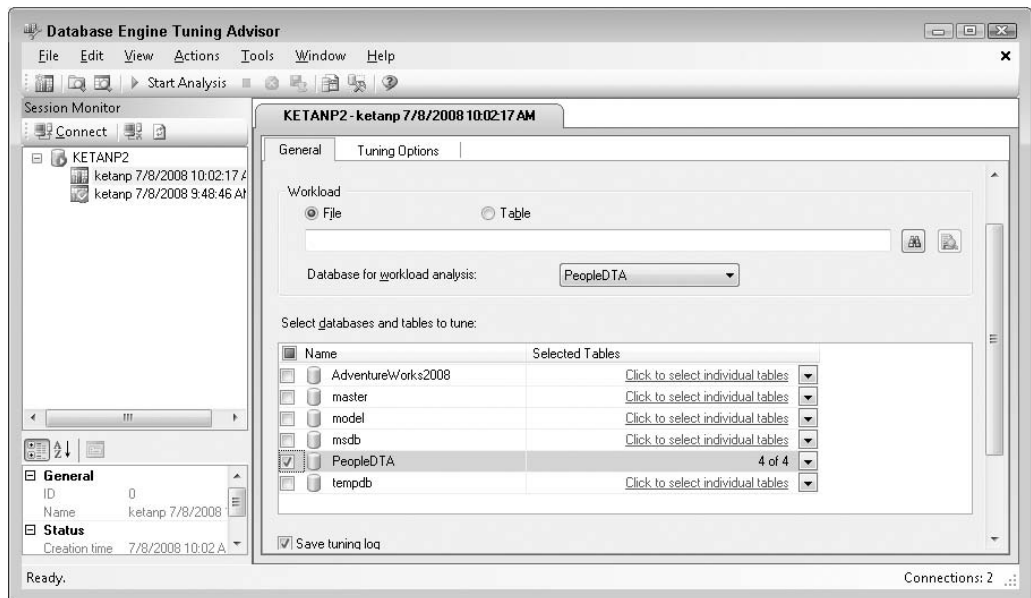 Database Engine Tuning Advisor
File Edit View Actions Tools Window Help
Start Analysis
Session Monitor
Connect
KETANP2
ketanp 7/8/2008 10:02:17 A
ketanp 7/8/2008 9:48:46 AM
KETANP2 - ketanp 7/8/2008 10:02:17 AM
General Tuning Options
Workload
File Table
Database for workload analysis: PeopleDTA
Select databases and tables to tune:
Name Selected Tables
AdventureWorks2008 Click to select individual tables
master Click to select individual tables
model Click to select individual tables
msdb Click to select individual tables
PeopleDTA 4 of 4
tempdb Click to select individual tables
Save tuning log
General
ID 0
Name ketanp 7/8/2008
Status
Creation time 7/8/2008 10:02 A
Ready. Connections: 2